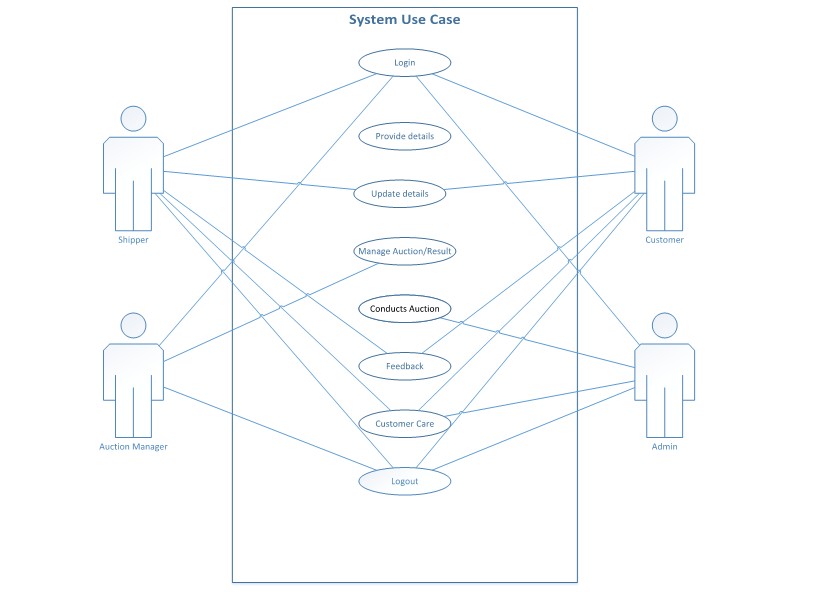 System Use Case
Login
Provide details
Update details
Manage Auction/Result
Conducts Auction
Feedback
Customer Care
Logout
Shipper
Customer
Auction Manager
Admin